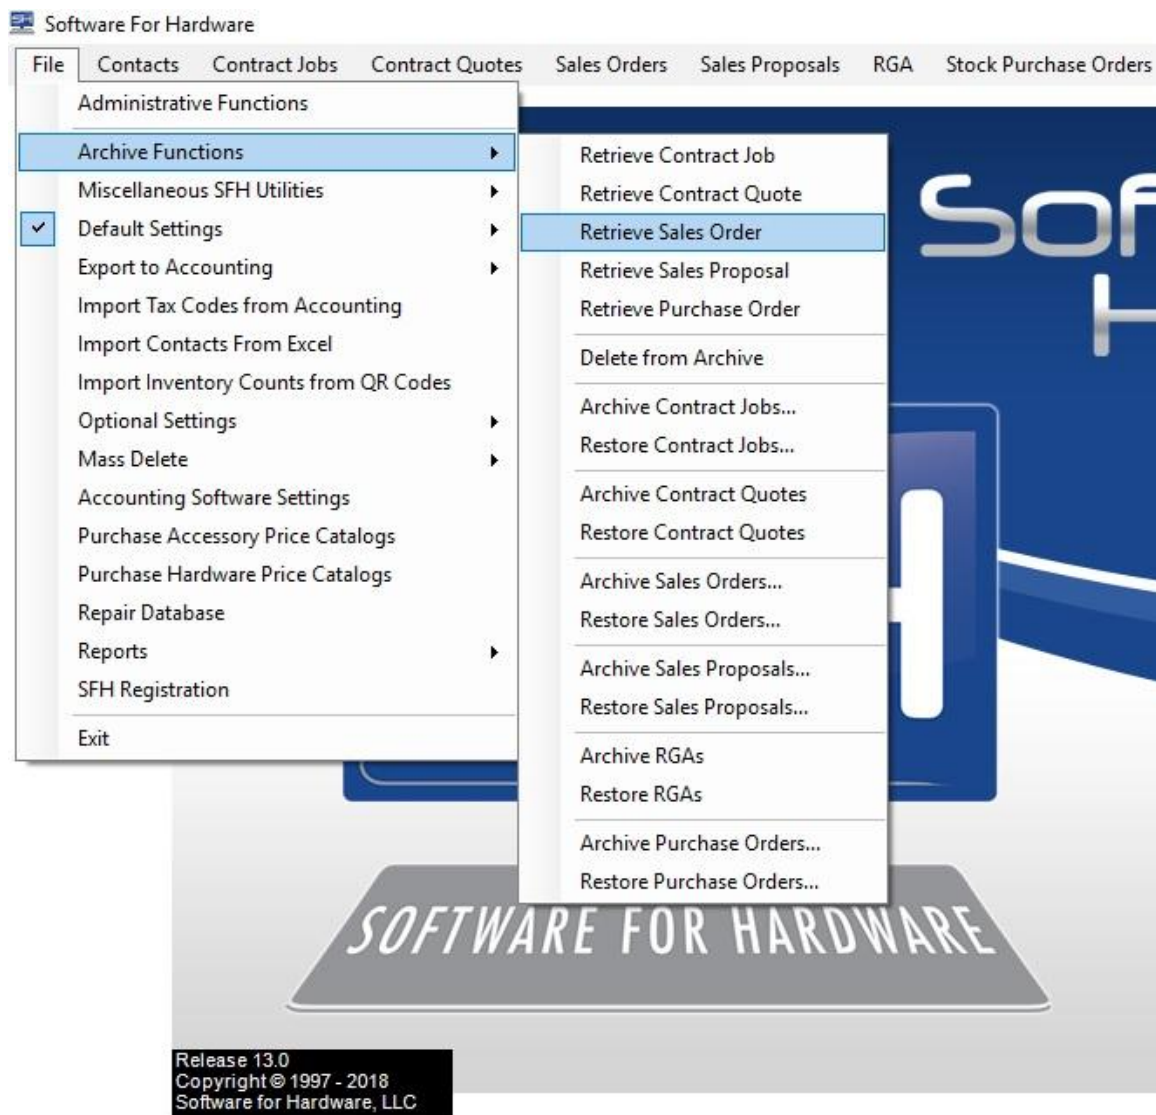 Software For Hardware
File Contacts Contract Jobs Contract Quotes Sales Orders Sales Proposals RGA Stock Purchase Orders
Administrative Functions
Archive Functions
Miscellaneous SFH Utilities
Default Settings
Export to Accounting
Import Tax Codes from Accounting
Import Contacts From Excel
Import Inventory Counts from QR Codes
Optional Settings
Mass Delete
Accounting Software Settings
Purchase Accessory Price Catalogs
Purchase Hardware Price Catalogs
Repair Database
Reports
SFH Registration
Exit
Retrieve Contract Job
Retrieve Contract Quote
Retrieve Sales Order
Retrieve Sales Proposal
Retrieve Purchase Order
Delete from Archive
Archive Contract Jobs...
Restore Contract Jobs...
Archive Contract Quotes
Restore Contract Quotes
Archive Sales Orders...
Restore Sales Orders...
Archive Sales Proposals...
Restore Sales Proposals...
Archive RGAs
Restore RGAs
Archive Purchase Orders...
Restore Purchase Orders...
SOFTWARE FOR HARDWARE
Release 13.0
Copyright © 1997 - 2018
Software for Hardware, LLC